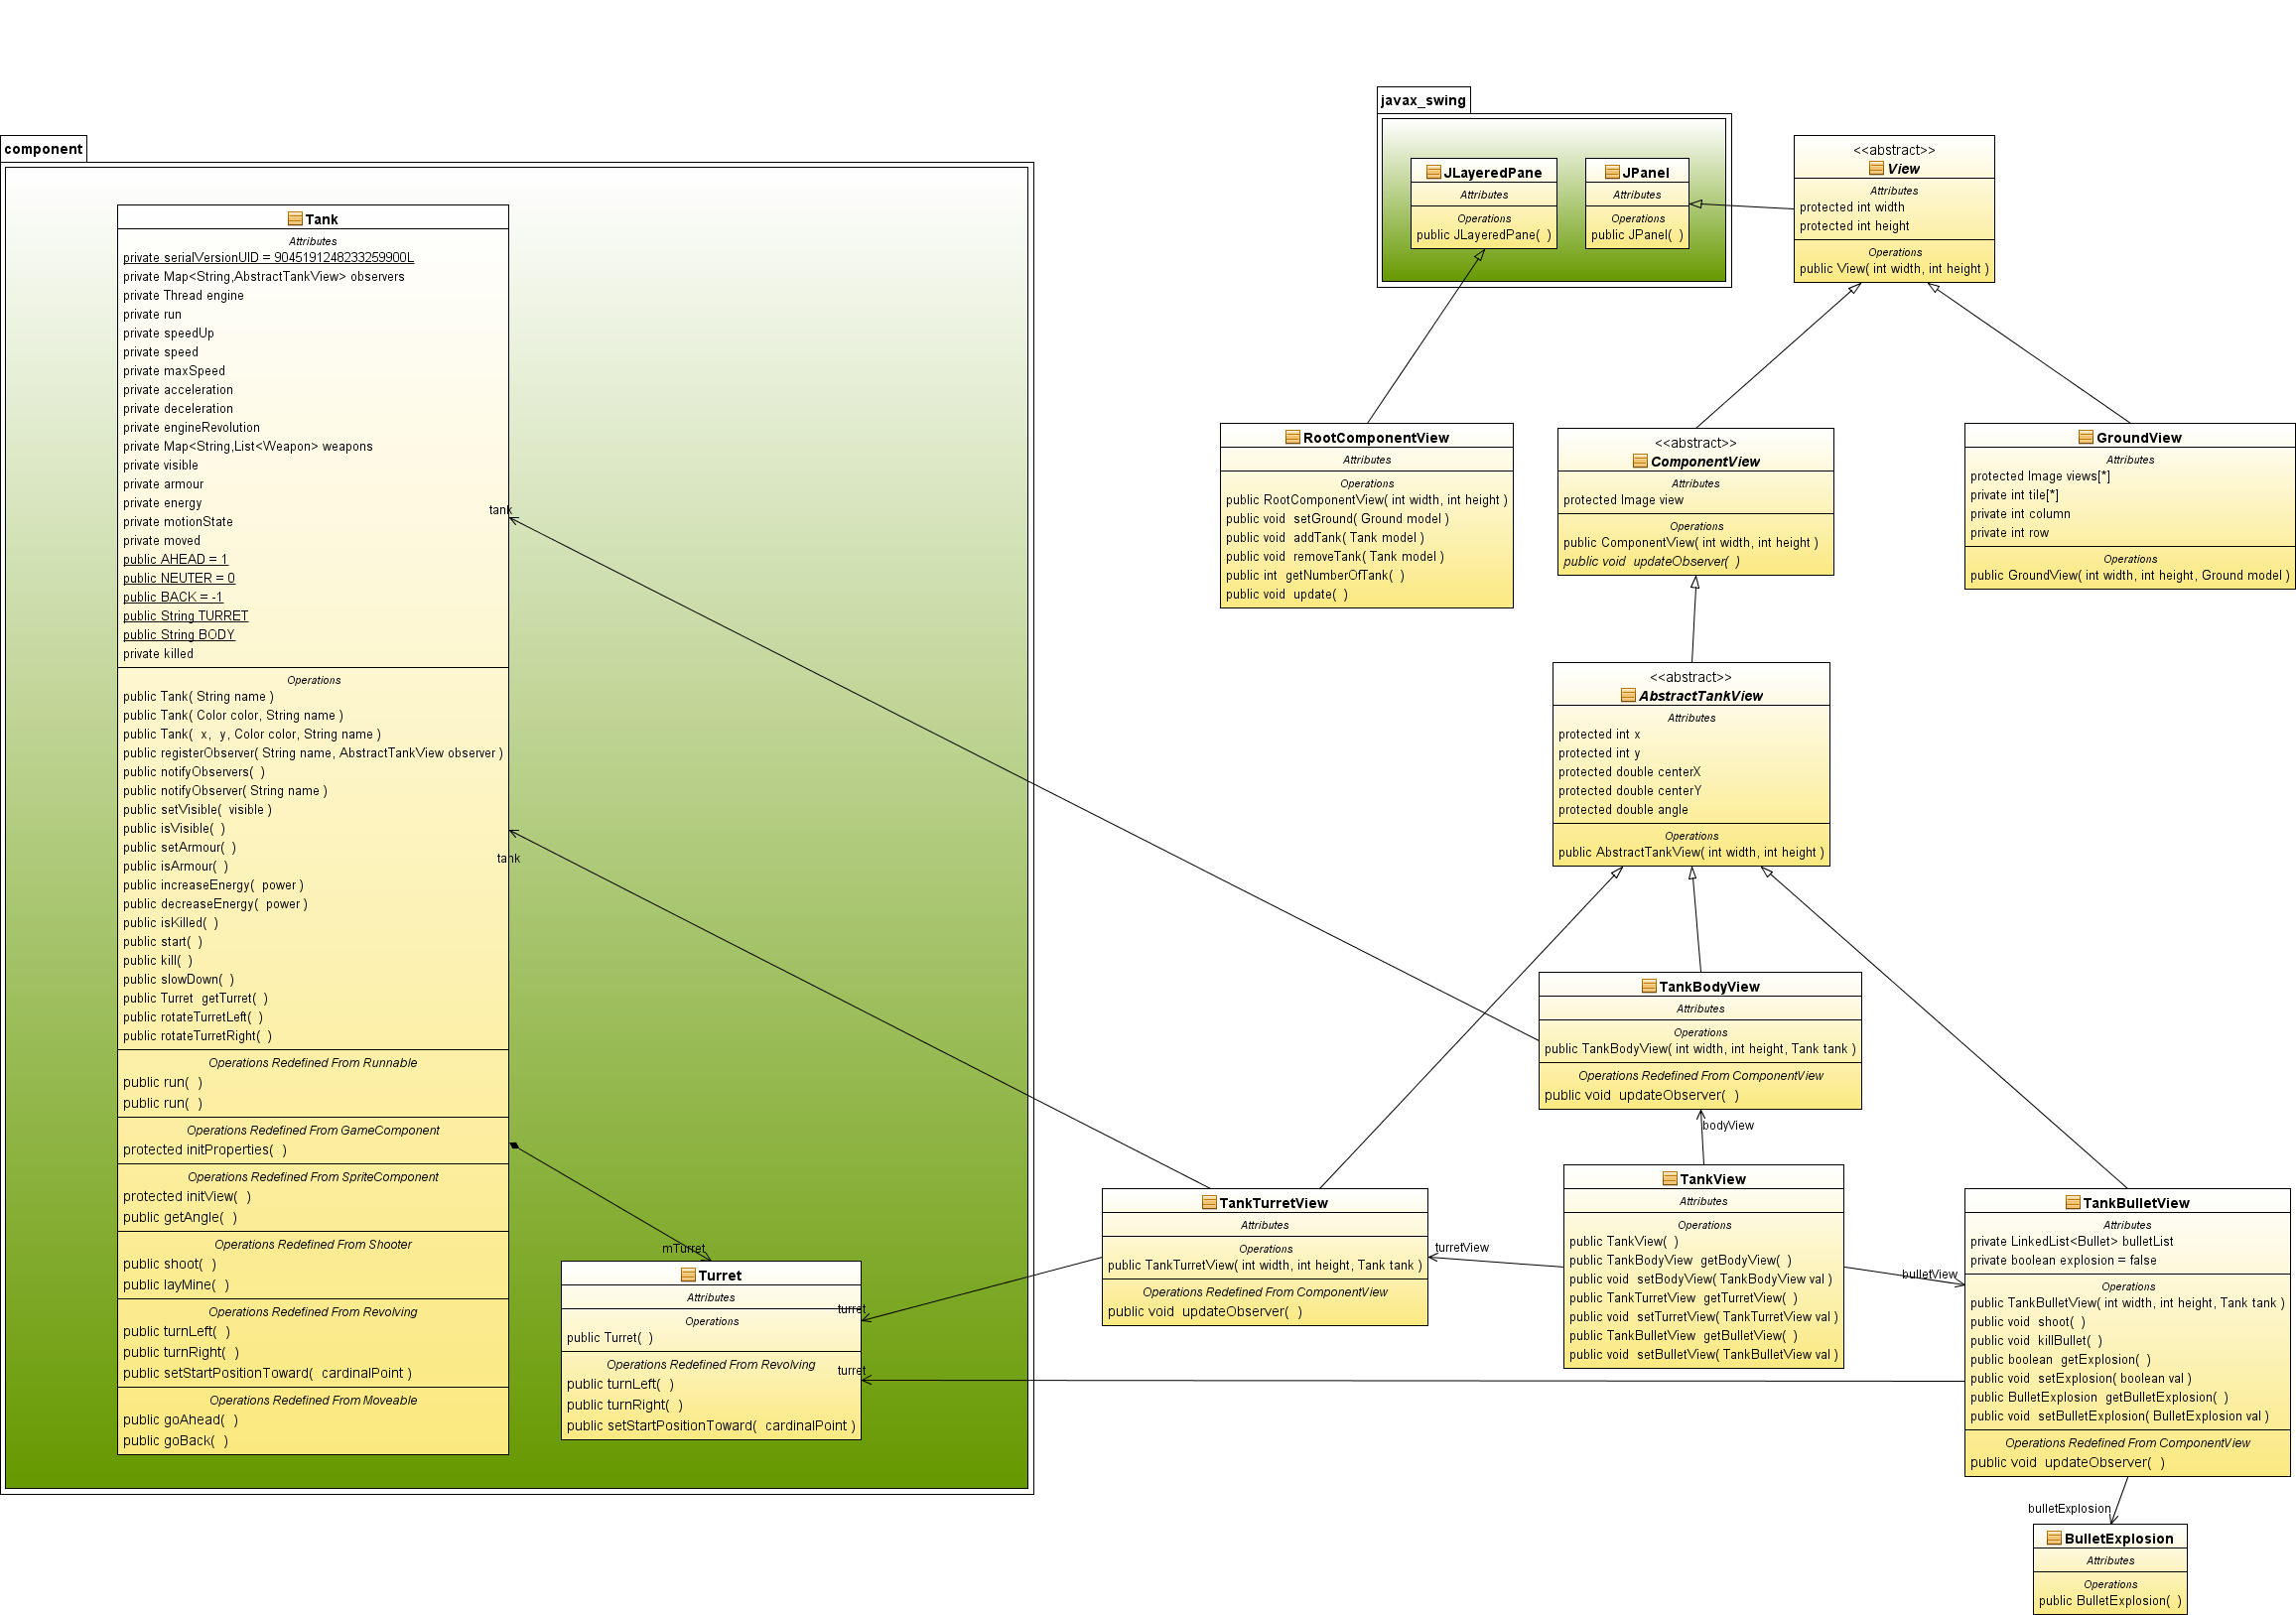 component
Tank
Attributes
private serialVersionUID = 9045191248233259900L
private Map<String,AbstractTankView> observers
private Thread engine
private run
private speedUp
private speed
private maxSpeed
private acceleration
private deceleration
private engineRevolution
private Map<String,List<Weapon> weapons
private visible
private armour
private energy
private motionState
private moved
public AHEAD = 1
public NEUTER = 0
public BACK = -1
public String TURRET
public String BODY
private killed
Operations
public Tank( String name )
public Tank( Color color, String name )
public Tank(  x,  y, Color color, String name )
public registerObserver( String name, AbstractTankView observer )
public notifyObservers(  )
public notifyObserver( String name )
public setVisible(  visible )
public isVisible(  )
public setArmour(  )
public isArmour(  )
public increaseEnergy(  power )
public decreaseEnergy(  power )
public isKilled(  )
public start(  )
public kill(  )
public slowDown(  )
public Turret  getTurret(  )
public rotateTurretLeft(  )
public rotateTurretRight(  )
Operations Redefined From Runnable
public run(  )
public run(  )
Operations Redefined From GameComponent
protected initProperties(  )
Operations Redefined From SpriteComponent
protected initView(  )
public getAngle(  )
Operations Redefined From Shooter
public shoot(  )
public layMine(  )
Operations Redefined From Revolving
public turnLeft(  )
public turnRight(  )
public setStartPositionToward(  cardinalPoint )
Operations Redefined From Moveable
public goAhead(  )
public goBack(  )
tank
tank
mTurret
Turret
Attributes
Operations
public Turret(  )
Operations Redefined From Revolving
public turnLeft(  )
public turnRight(  )
public setStartPositionToward(  cardinalPoint )
turret
turret
javax_swing
JLayeredPane
Attributes
Operations
public JLayeredPane(  )
JPanel
Attributes
Operations
public JPanel(  )
<<abstract>>
View
Attributes
protected int width
protected int height
Operations
public View( int width, int height )
RootComponentView
Attributes
Operations
public RootComponentView( int width, int height )
public void  setGround( Ground model )
public void  addTank( Tank model )
public void  removeTank( Tank model )
public int  getNumberOfTank(  )
public void  update(  )
<<abstract>>
ComponentView
Attributes
protected Image view
Operations
public ComponentView( int width, int height )
public void  updateObserver(  )
GroundView
Attributes
protected Image views[*]
private int tile[*]
private int column
private int row
Operations
public GroundView( int width, int height, Ground model )
<<abstract>>
AbstractTankView
Attributes
protected int x
protected int y
protected double centerX
protected double centerY
protected double angle
Operations
public AbstractTankView( int width, int height )
TankBodyView
Attributes
Operations
public TankBodyView( int width, int height, Tank tank )
Operations Redefined From ComponentView
public void  updateObserver(  )
bodyView
TankTurretView
Attributes
Operations
public TankTurretView( int width, int height, Tank tank )
Operations Redefined From ComponentView
public void  updateObserver(  )
turretView
TankView
Attributes
Operations
public TankView(  )
public TankBodyView  getBodyView(  )
public void  setBodyView( TankBodyView val )
public TankTurretView  getTurretView(  )
public void  setTurretView( TankTurretView val )
public TankBulletView  getBulletView(  )
public void  setBulletView( TankBulletView val )
bulletView
TankBulletView
Attributes
private LinkedList<Bullet> bulletList
private boolean explosion = false
Operations
public TankBulletView( int width, int height, Tank tank )
public void  shoot(  )
public void  killBullet(  )
public boolean  getExplosion(  )
public void  setExplosion( boolean val )
public BulletExplosion  getBulletExplosion(  )
public void  setBulletExplosion( BulletExplosion val )
Operations Redefined From ComponentView
public void  updateObserver(  )
bulletExplosion
BulletExplosion
Attributes
Operations
public BulletExplosion(  )